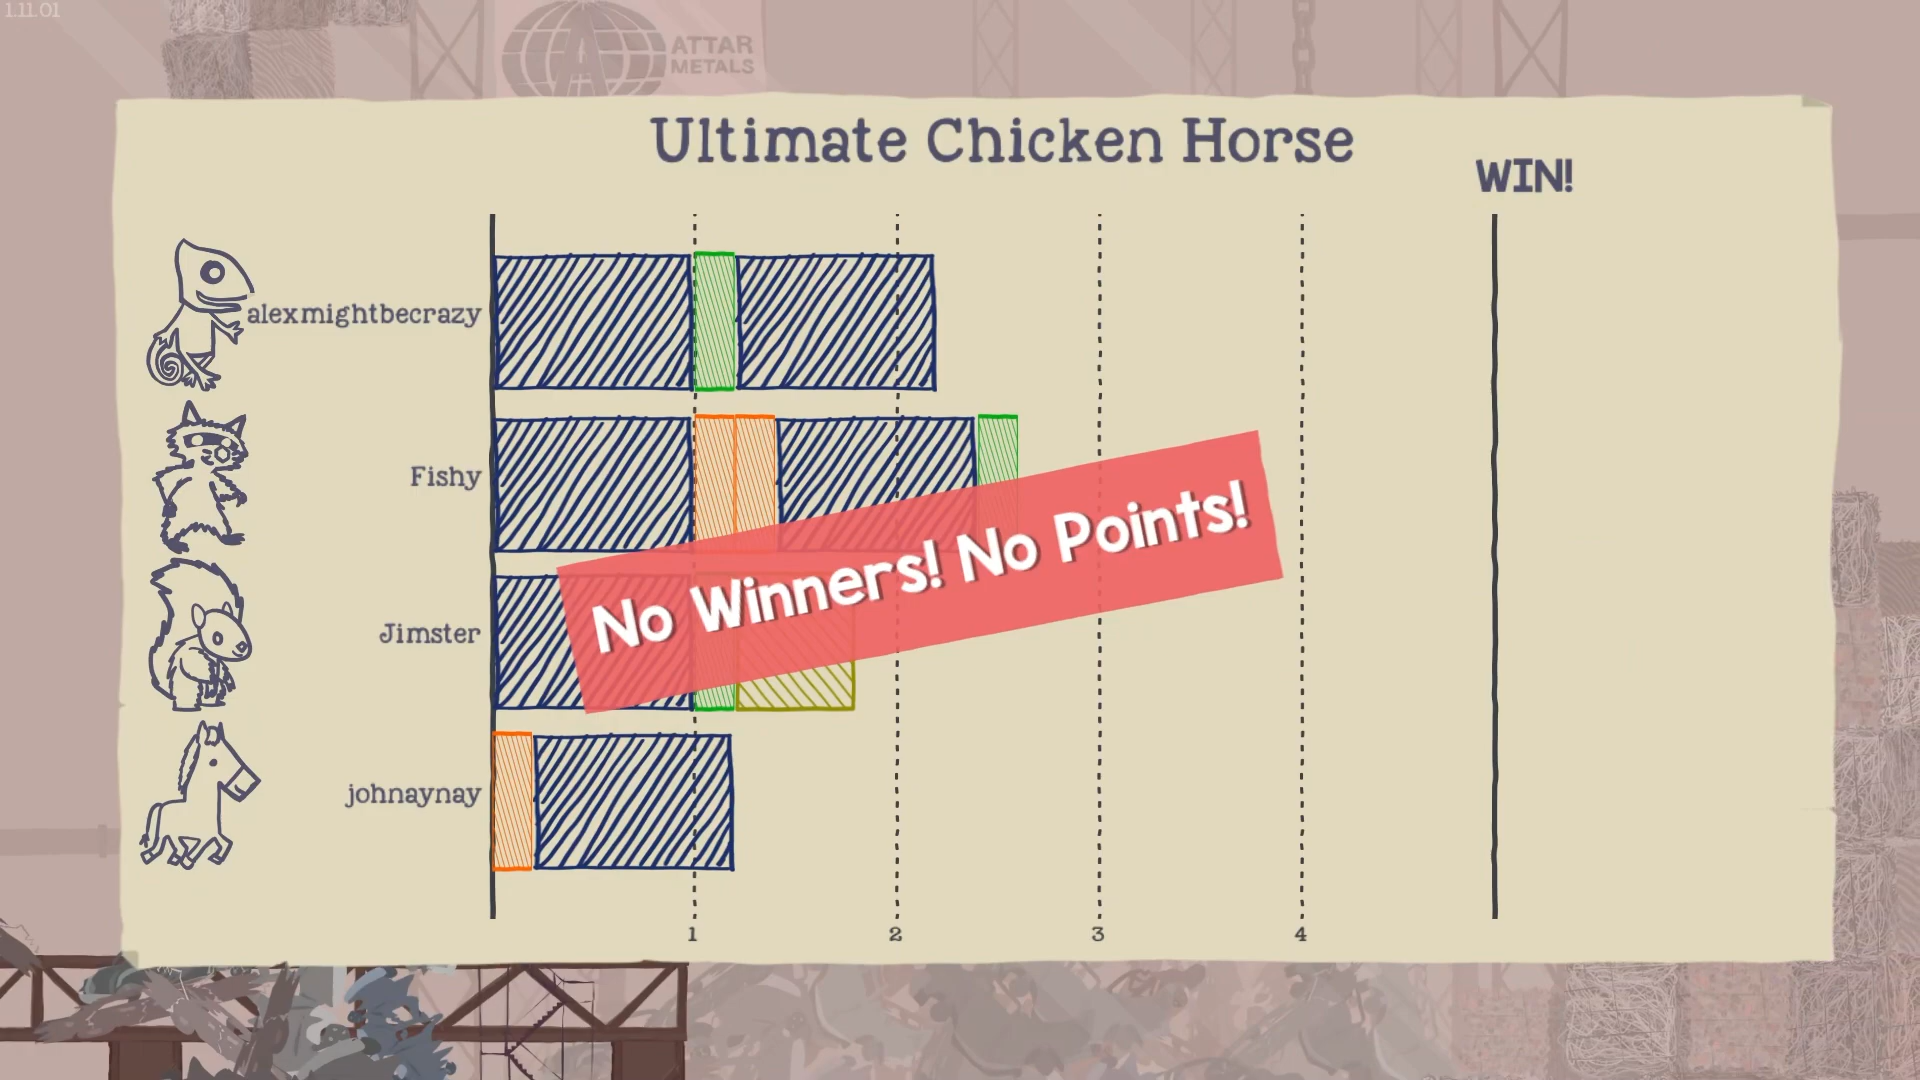 1.11.01
ATTAR
METALS
Ultimate Chicken Horse
WIN!
alexmightbecrazy
Fishy
No Winners! No Points!
Jimster
johnaynay
1 2 3 4